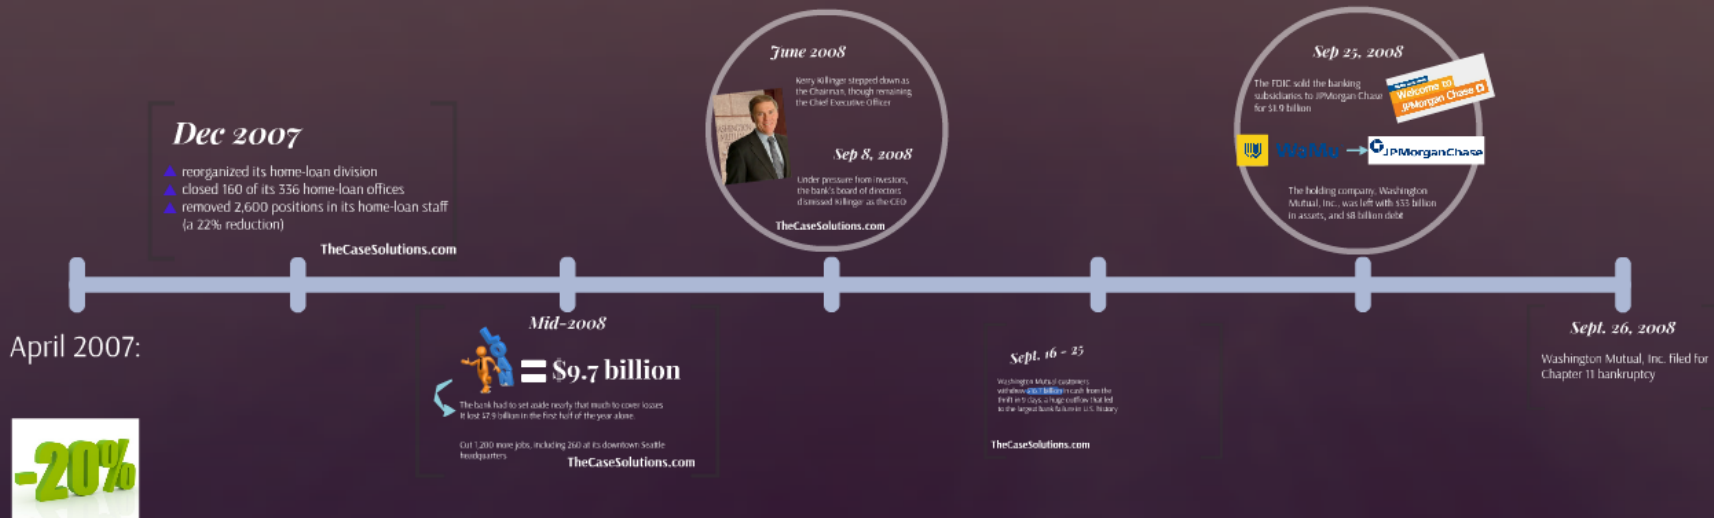 Dec 2007
reorganized its home-loan division
closed 160 of its 336 home-loan offices
removed 2,600 positions in its home-loan staff
(a 22% reduction)
TheCaseSolutions.com
June 2008
Kerry Killinger stepped down as
the Chairman, though remaining
the Chief Executive Officer
Sep 8, 2008
Under pressure from investors,
the bank's board of directors
dismissed Killinger as the CEO
TheCaseSolutions.com
Sep 25, 2008
The FDIC sold the banking
subsidiaries to JPMorgan Chase
for $1.9 billion
Welcome to
JPMorgan Chase
WaMu
JPMorganChase
The holding company, Washington
Mutual, Inc., was left with $33 billion
in assets, and $8 billion debt
April 2007:
-20%
Mid-2008
LOAN
= $9.7 billion
The bank had to set aside nearly that much to cover losses
It lost $7.9 billion in the first half of the year alone.
Cut 1,200 more jobs, including 260 at its downtown Seattle
headquarters
TheCaseSolutions.com
Sept. 16 - 25
Washington Mutual customers
withdrew billion in cash from the
thrift in 9 days, a huge outflow that led
to the largest bank failure in U.S. history
TheCaseSolutions.com
Sept. 26, 2008
Washington Mutual, Inc. filed for
Chapter 11 bankruptcy